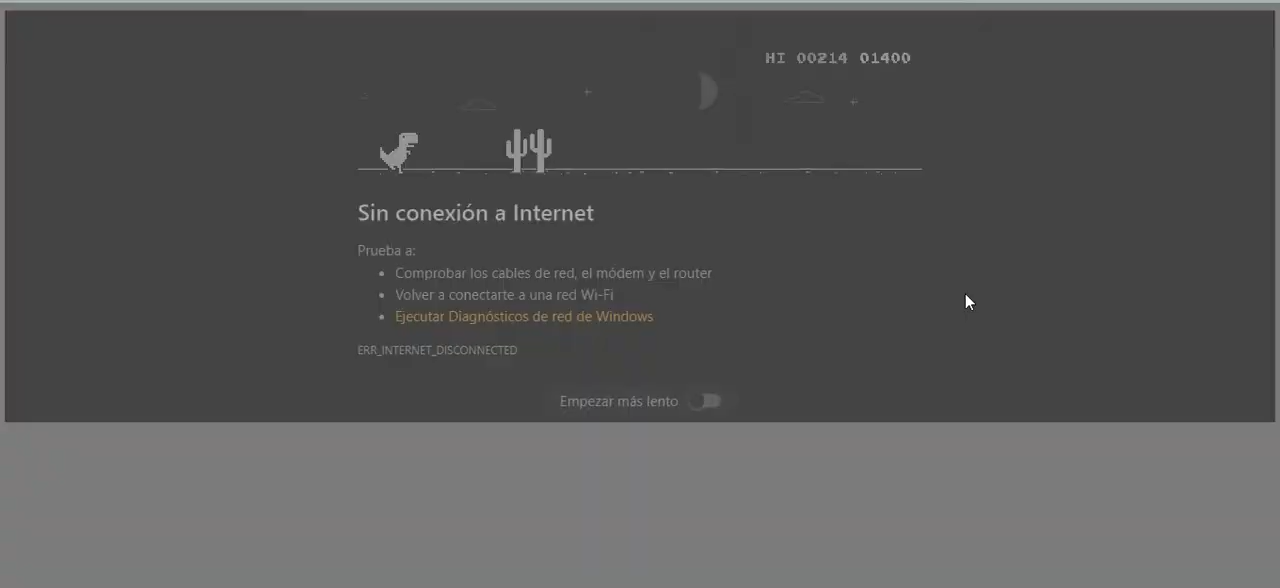 HI 00214 01400
Sin conexión a Internet
Prueba a:
Comprobar los cables de red, el módem y el router
Volver a conectarte a una red Wi-Fi
Ejecutar Diagnósticos de red de Windows
ERR_INTERNET_DISCONNECTED
Empezar más lento